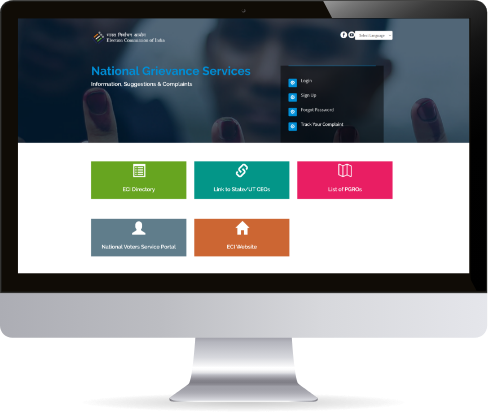 भारत निर्वाचन आयोग
Election Commission of India
Select Language
National Grievance Services
Information, Suggestions & Complaints
Login
Sign Up
Forgot Password
Track Your Complaint
ECI Directory
Link to State/UT CEOs
List of PGROs
National Voters Service Portal
ECI Website